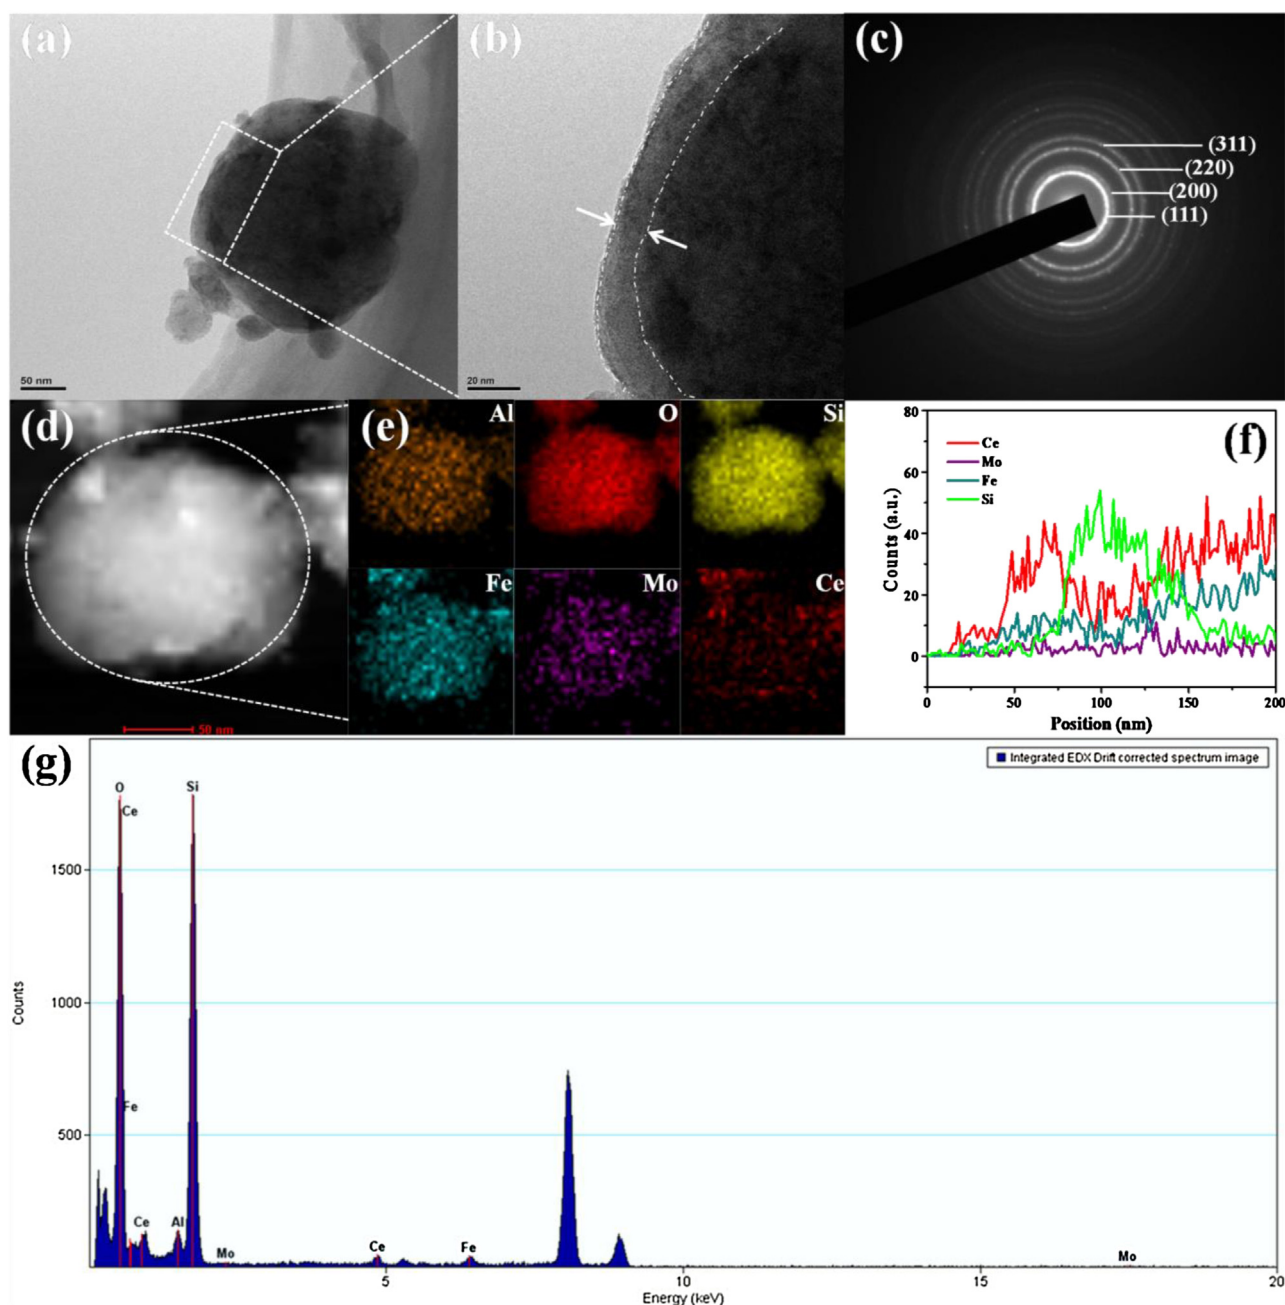 (a)
50 nm
(b)
20 nm
(c)
(311)
(220)
(200)
(111)
(d)
50 nm
(e)
Al
O
Si
Fe
Mo
Ce
(f)
Ce
Mo
Fe
Si
80
60
40
20
0
Counts (a.u.)
0 50 100 150 200
Position (nm)
(g)
Integrated EDX Drift corrected spectrum image
O
Ce
Si
Fe
Ce
Al
Mo
Ce
Fe
Mo
1500
1000
500
Counts
5 10 15 20
Energy (keV)